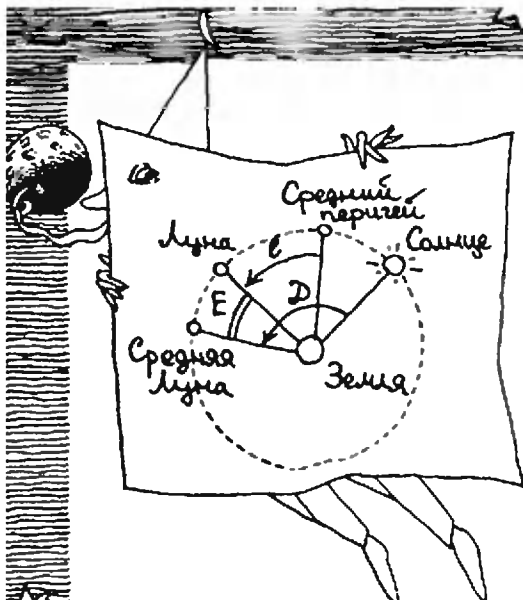 Средний
перигей
Солнце
Луна
l
E
D
Средняя
Луна
Земля